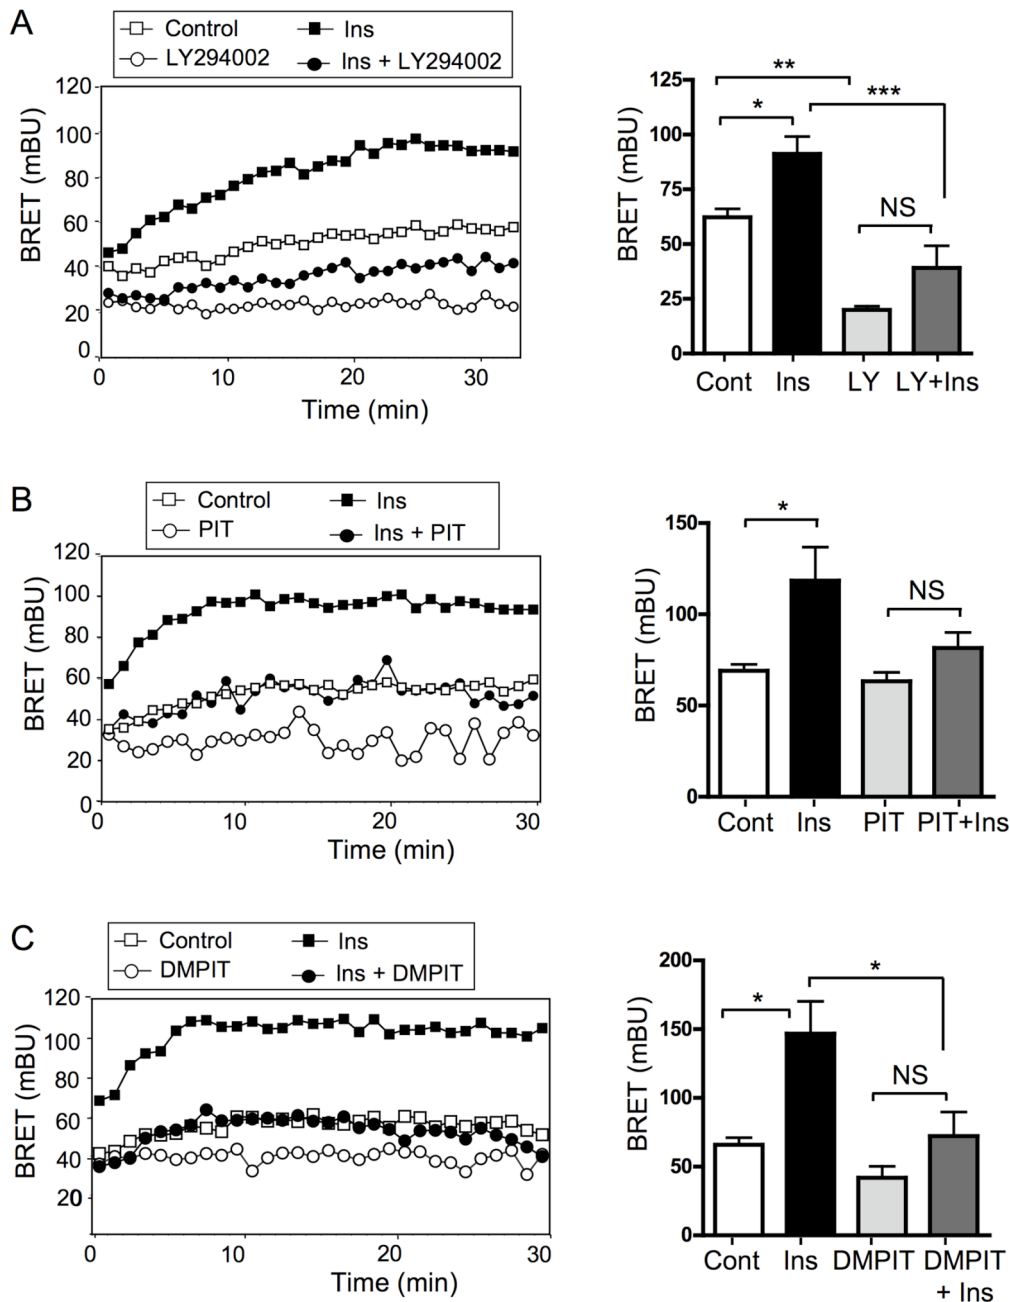 A
Control
Ins
LY294002
Ins + LY294002
120
100
80
60
40
20
0
BRET (mBU)
0
10
20
30
Time (min)
125
100
75
50
25
0
BRET (mBU)
**
*
***
NS
Cont
Ins
LY
LY+Ins
B
Control
Ins
PIT
Ins + PIT
120
100
80
60
40
20
0
BRET (mBU)
0
10
20
30
Time (min)
150
100
50
0
BRET (mBU)
*
NS
Cont
Ins
PIT
PIT+Ins
C
Control
Ins
DMPIT
Ins + DMPIT
120
100
80
60
40
20
BRET (mBU)
0
10
20
30
Time (min)
200
150
100
50
0
BRET (mBU)
*
*
NS
Cont
Ins
DMPIT
DMPIT
+ Ins